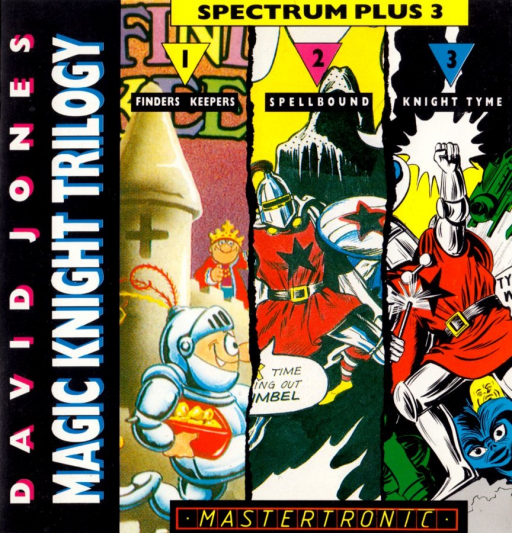 SPECTRUM PLUS 3
DAVID JONES
MAGIC KNIGHT TRILOGY
1
FINDERS KEEPERS
2
SPELLBOUND
3
KNIGHT TYME
TIME
ING OUT
IMBEL
MASTERTRONIC